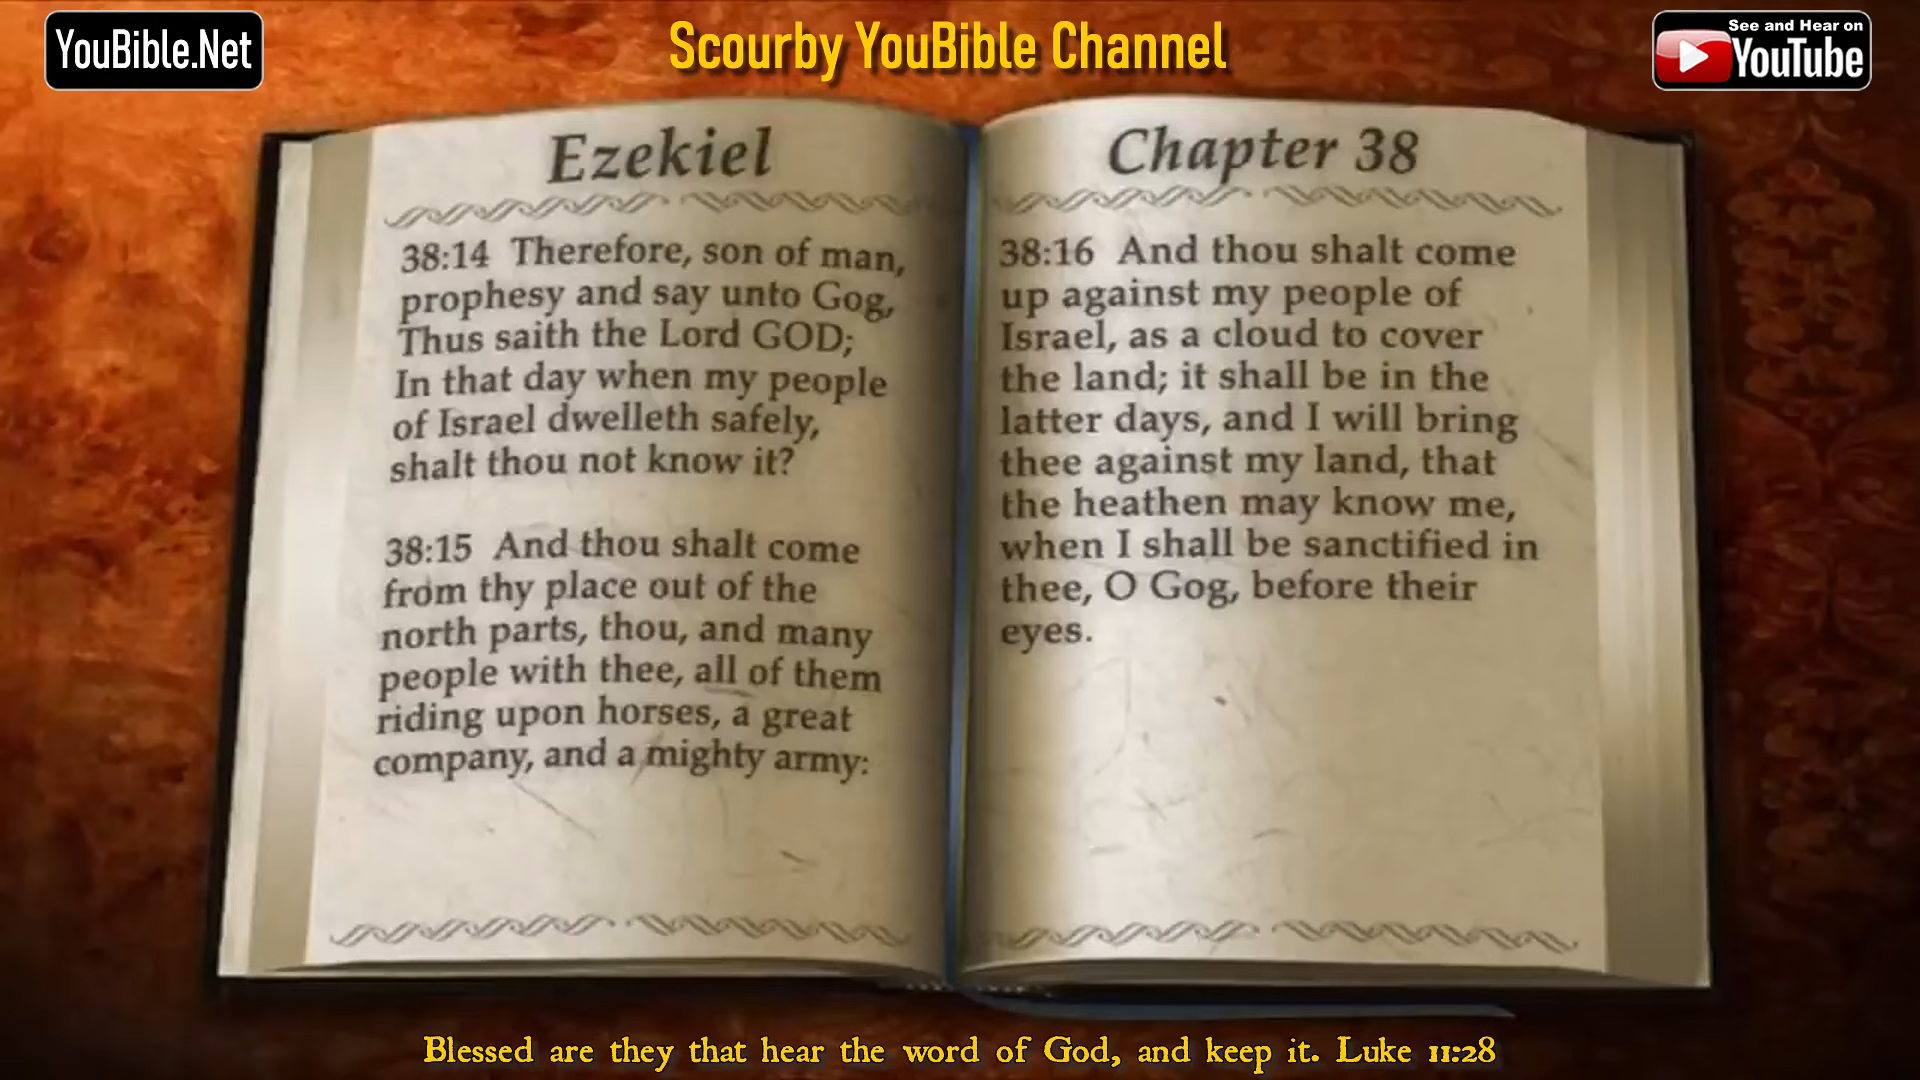 YouBible.Net
Scourby YouBible Channel
See and Hear on
YouTube
Ezekiel
38:14 Therefore, son of man,
prophesy and say unto Gog,
Thus saith the Lord GOD;
In that day when my people
of Israel dwelleth safely,
shalt thou not know it?
38:15 And thou shalt come
from thy place out of the
north parts, thou, and many
people with thee, all of them
riding upon horses, a great
company, and a mighty army:
Chapter 38
38:16 And thou shalt come
up against my people of
Israel, as a cloud to cover
the land; it shall be in the
latter days, and I will bring
thee against my land, that
the heathen may know me,
when I shall be sanctified in
thee, O Gog, before their
eyes.
Blessed are they that hear the word of God, and keep it. Luke 11:28